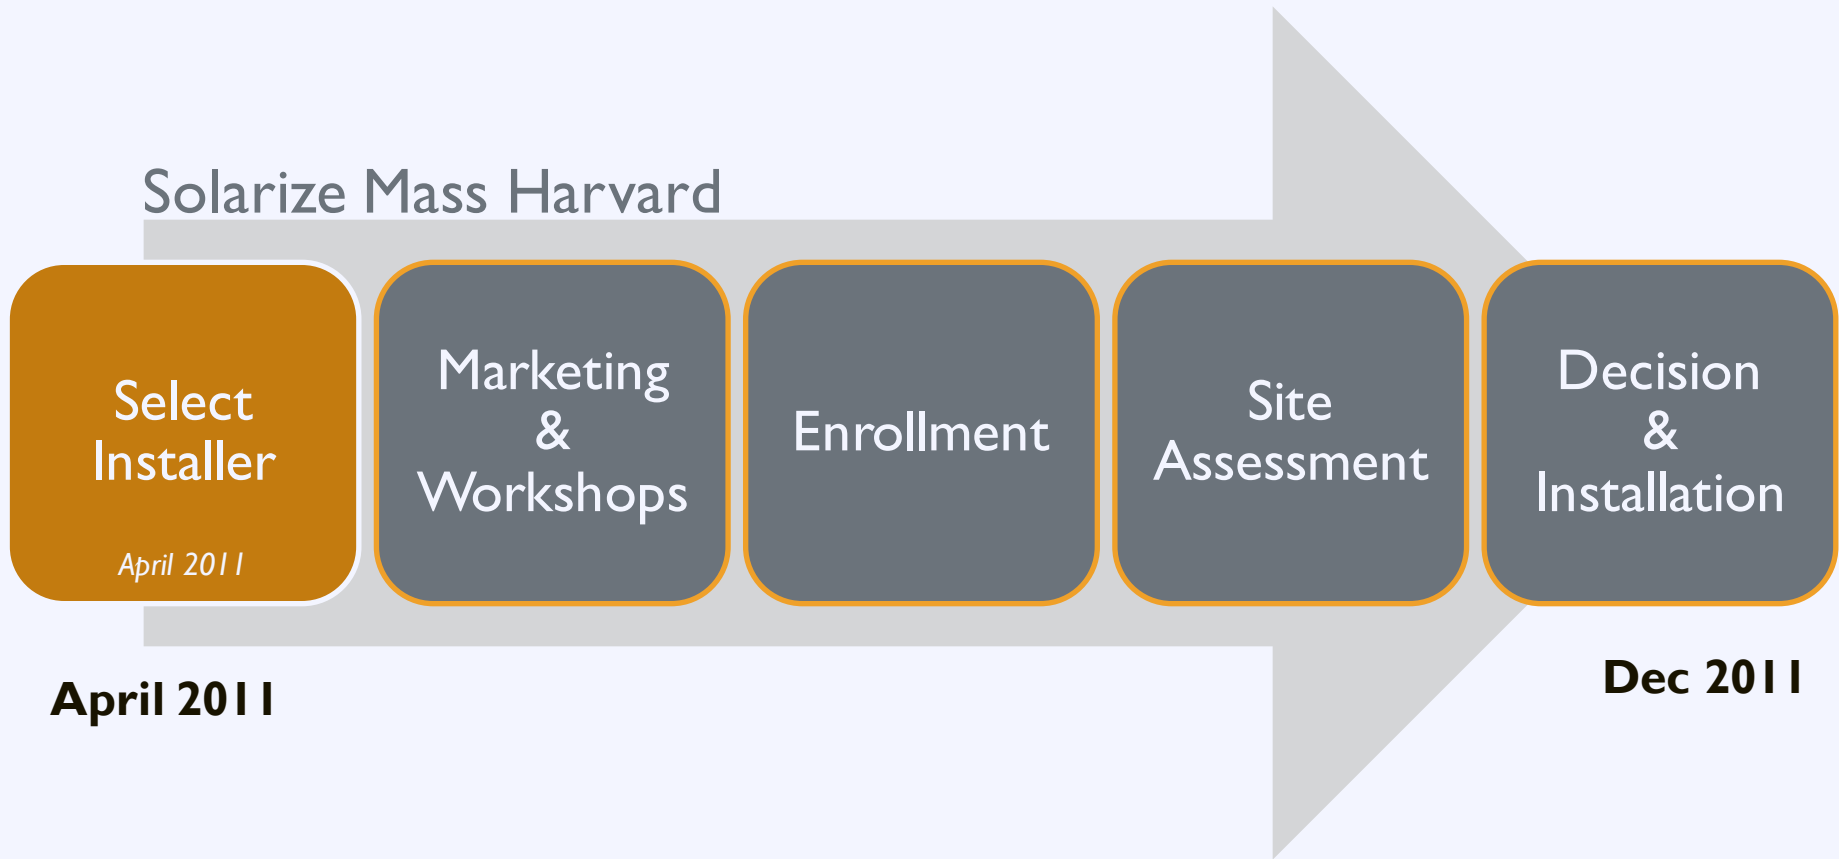 Solarize Mass Harvard
Select
Installer
April 2011
Marketing
&
Workshops
Enrollment
Site
Assessment
Decision
&
Installation
April 2011
Dec 2011